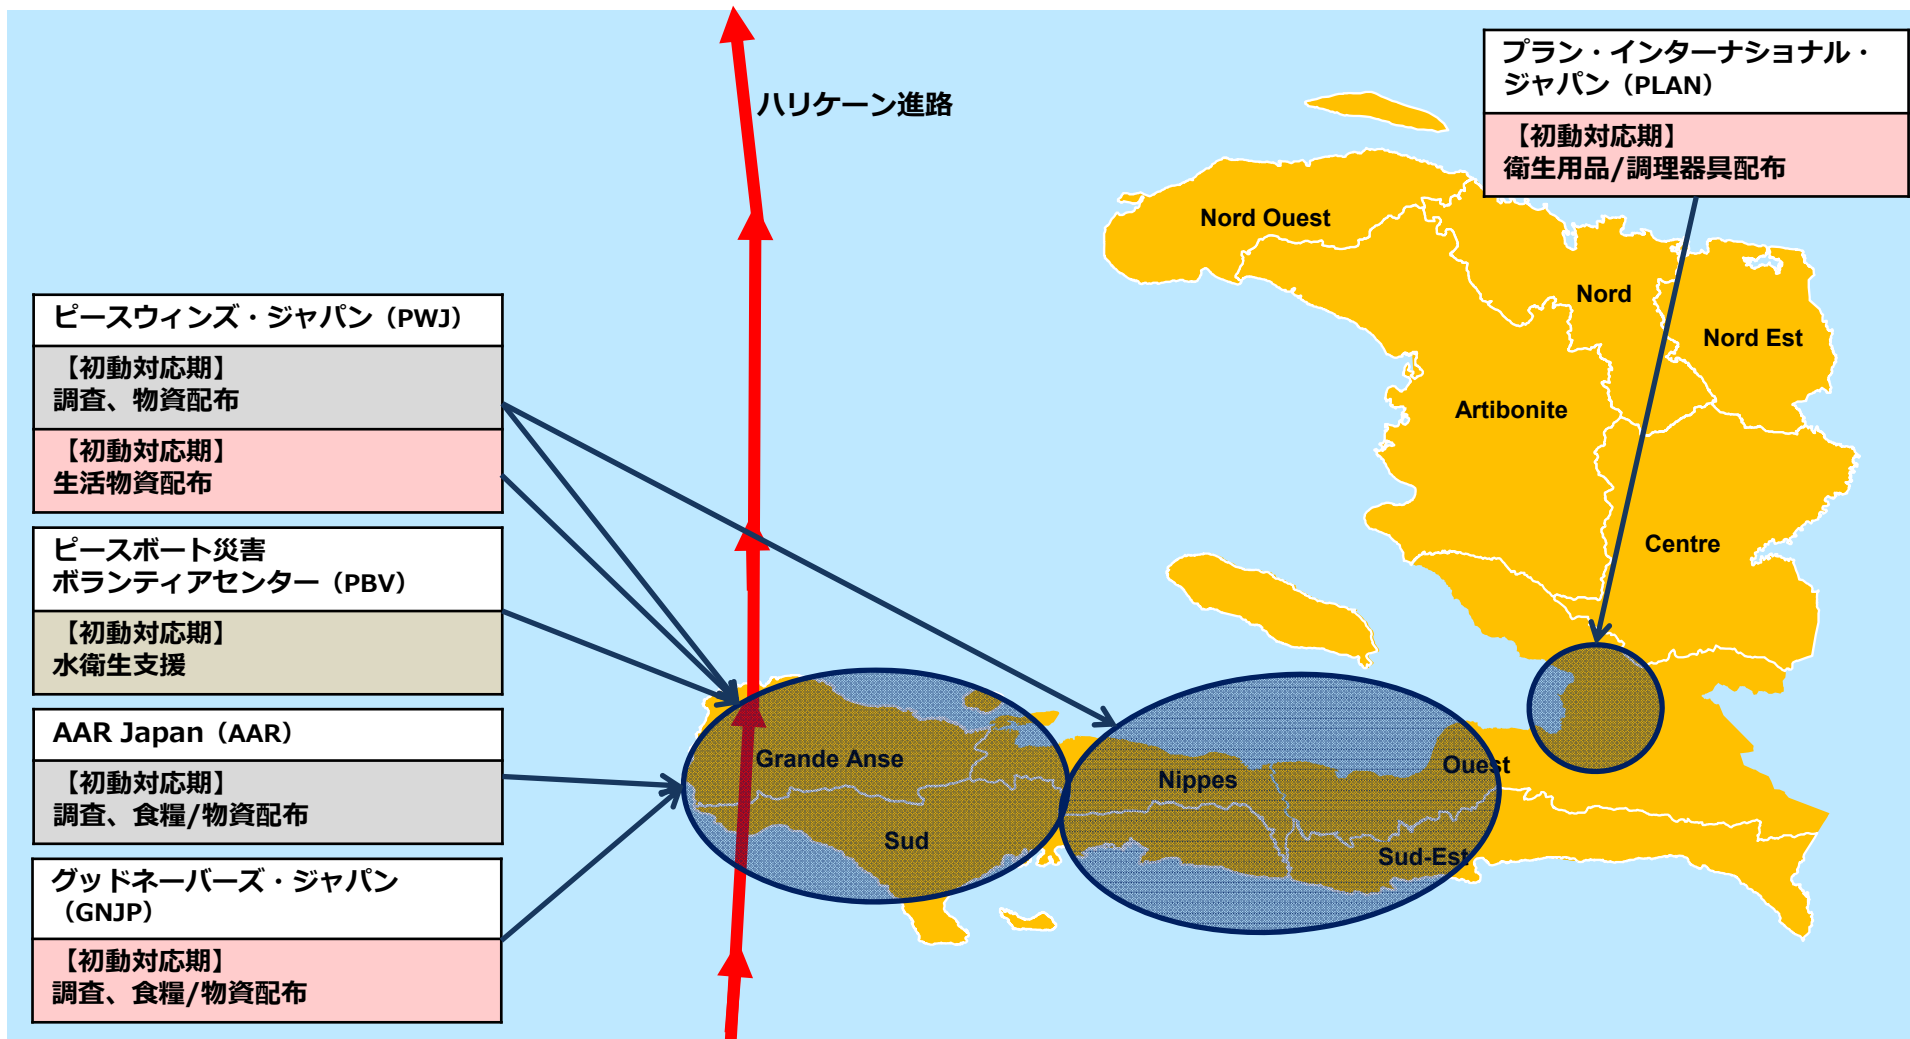 ハリケーン進路
プラン・インターナショナル・
ジャパン（PLAN）
【初動対応期】
衛生用品/調理器具配布
ピースウィンズ・ジャパン（PWJ）
【初動対応期】
調査、物資配布
【初動対応期】
生活物資配布
ピースボート災害
ボランティアセンター（PBV）
【初動対応期】
水衛生支援
AAR Japan（AAR）
【初動対応期】
調査、食糧/物資配布
グッドネーバーズ・ジャパン
（GNJP）
【初動対応期】
調査、食糧/物資配布
Nord Ouest
Nord
Nord Est
Artibonite
Centre
Grande Anse
Sud
Nippes
Ouest
Sud-Est